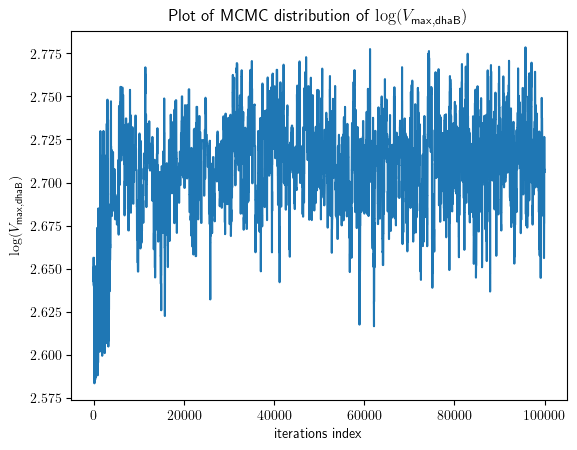 Plot of MCMC distribution of log(V_max,dhaB)
log(V_max,dhaB)
2.775
2.750
2.725
2.700
2.675
2.650
2.625
2.600
2.575
0 20000 40000 60000 80000 100000
iterations index